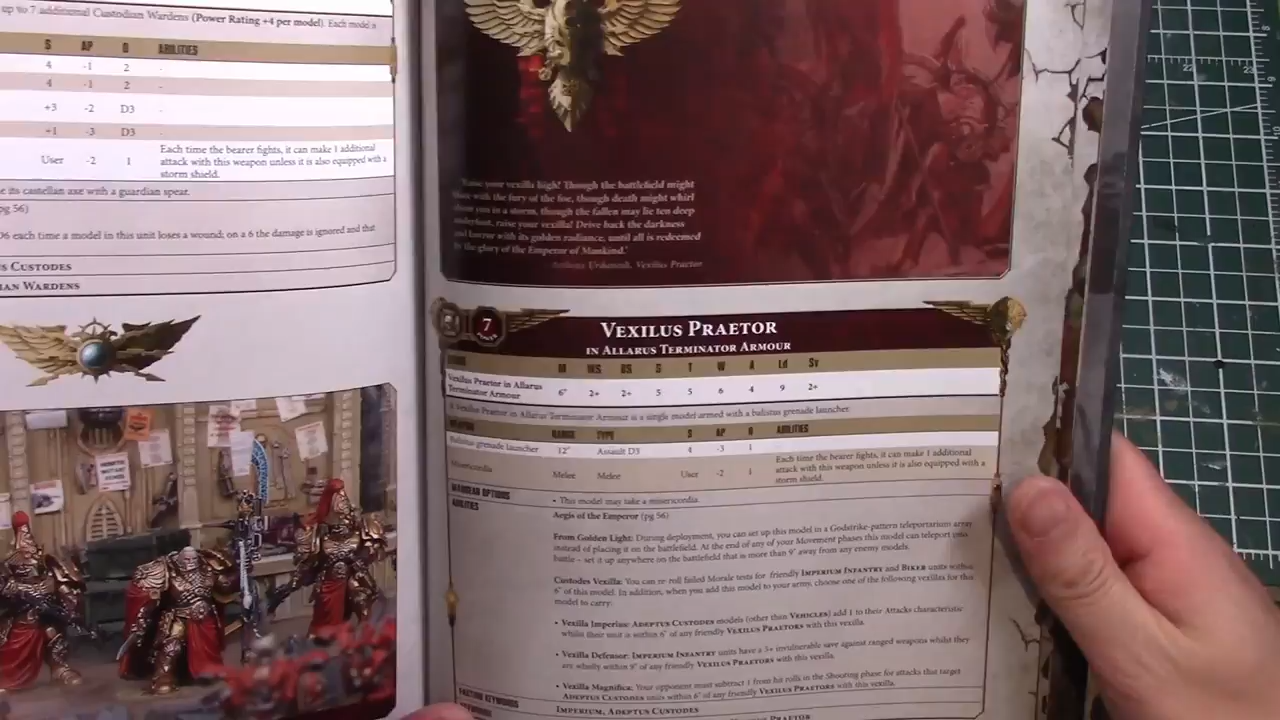 up to 7 additional Custodian Wardens (Power Rating +4 per model). Each model is
S AP D ABILITIES
4 -1 2 -
4 -1 2 -
+3 -2 D3 -
+1 -3 D3 -
User -2 1 Each time the bearer fights, it can make 1 additional
attack with this weapon unless it is also equipped with a
storm shield.
e its castellan axe with a guardian spear.
pg 56)
D6 each time a model in this unit loses a wound; on a 6 the damage is ignored and that
S CUSTODES
IAN WARDENS
your vexilla high! Though the battlefield might
with the fury of the foe, though death might whirl
you in a storm, though the fallen may lie ten deep
underfoot, raise your vexilla! Drive back the darkness
and horror with its golden radiance, until all is redeemed
the glory of the Emperor of Mankind.'
Vexilus Praetor
7
POWER
VEXILUS PRAETOR
IN ALLARUS TERMINATOR ARMOUR
NAME M WS BS S T W A Ld Sv
Vexilus Praetor in Allarus
Terminator Armour 6" 2+ 2+ 5 5 6 4 9 2+
A Vexilus Praetor in Allarus Terminator Armour is a single model armed with a balistus grenade launcher.
WEAPON RANGE TYPE S AP D ABILITIES
Balistus grenade launcher 12" Assault D3 4 -3 1 -
Misericordia Melee Melee User -2 1 Each time the bearer fights, it can make 1 additional
attack with this weapon unless it is also equipped with a
storm shield.
WARGEAR OPTIONS • This model may take a misericordia.
ABILITIES Aegis of the Emperor (pg 56)
From Golden Light: During deployment, you can set up this model in a Godstrike-pattern teleportarium array
instead of placing it on the battlefield. At the end of any of your Movement phases this model can teleport into
battle – set it up anywhere on the battlefield that is more than 9" away from any enemy models.
Custodes Vexilla: You can re-roll failed Morale tests for friendly IMPERIUM INFANTRY and BIKER units within
6" of this model. In addition, when you add this model to your army, choose one of the following vexillas for this
model to carry:
• Vexilla Imperius: ADEPTUS CUSTODES models (other than VEHICLES) add 1 to their Attacks characteristic
whilst their unit is within 6" of any friendly VEXILUS PRAETORS with this vexilla.
• Vexilla Defensor: IMPERIUM INFANTRY units have a 5+ invulnerable save against ranged weapons whilst they
are wholly within 9" of any friendly VEXILUS PRAETORS with this vexilla.
• Vexilla Magnifica: Your opponent must subtract 1 from hit rolls in the Shooting phase for attacks that target
ADEPTUS CUSTODES units within 6" of any friendly VEXILUS PRAETORS with this vexilla.
FACTION KEYWORDS IMPERIUM, ADEPTUS CUSTODES
PRAETOR
22 23